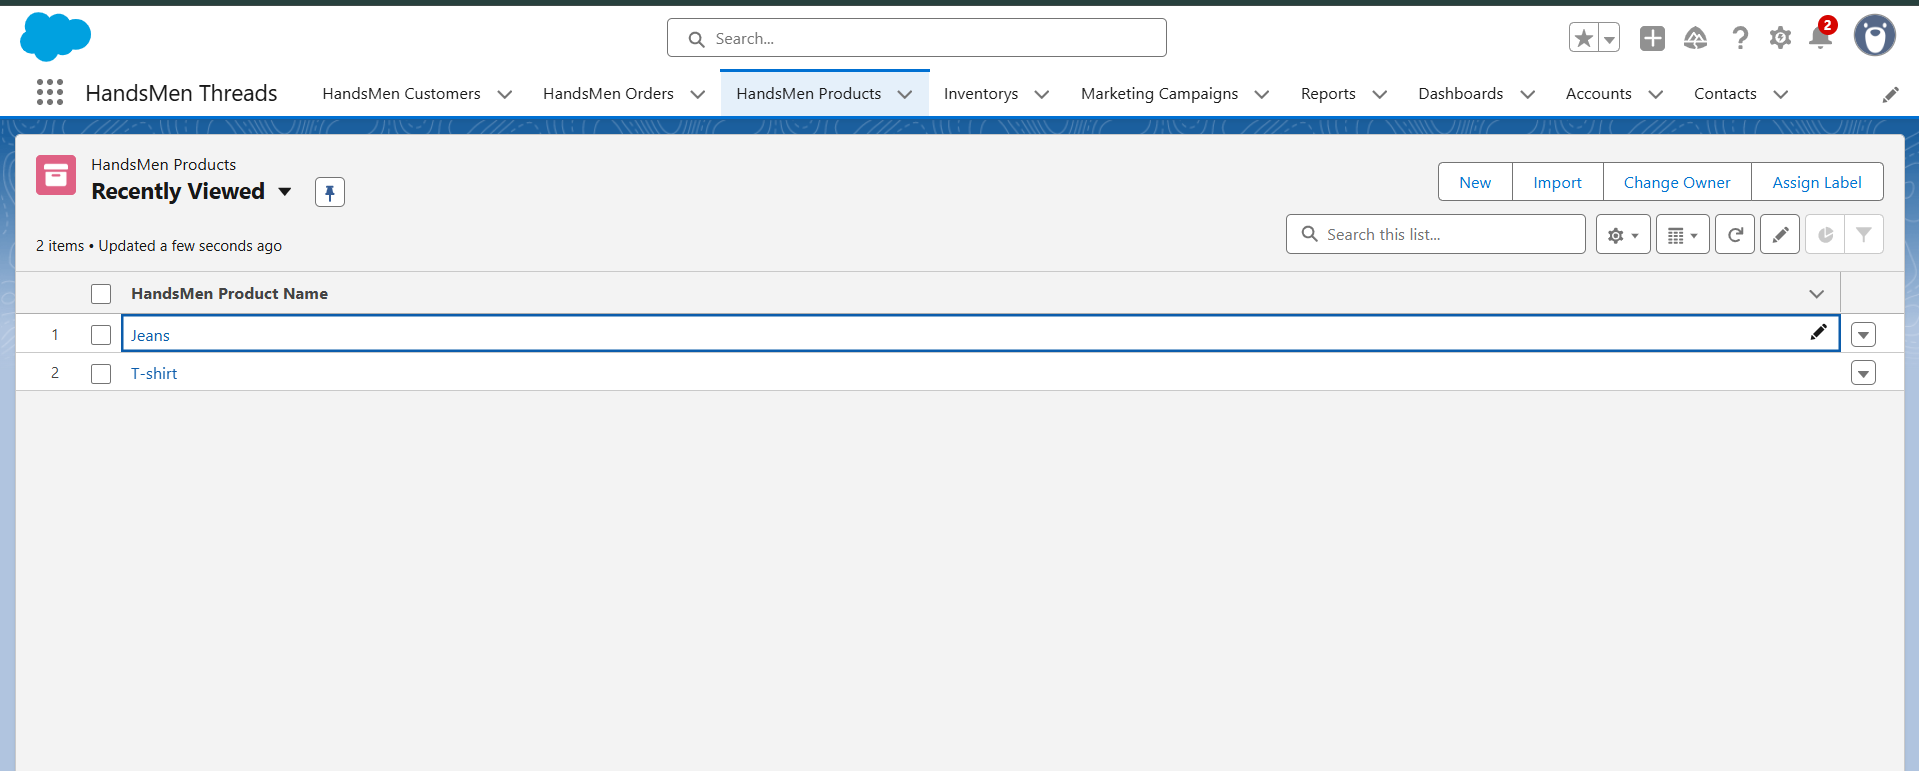 Search...
2
HandsMen Threads
HandsMen Customers
HandsMen Orders
HandsMen Products
Inventorys
Marketing Campaigns
Reports
Dashboards
Accounts
Contacts
HandsMen Products
Recently Viewed
New
Import
Change Owner
Assign Label
2 items • Updated a few seconds ago
Search this list...
HandsMen Product Name
1 Jeans
2 T-shirt